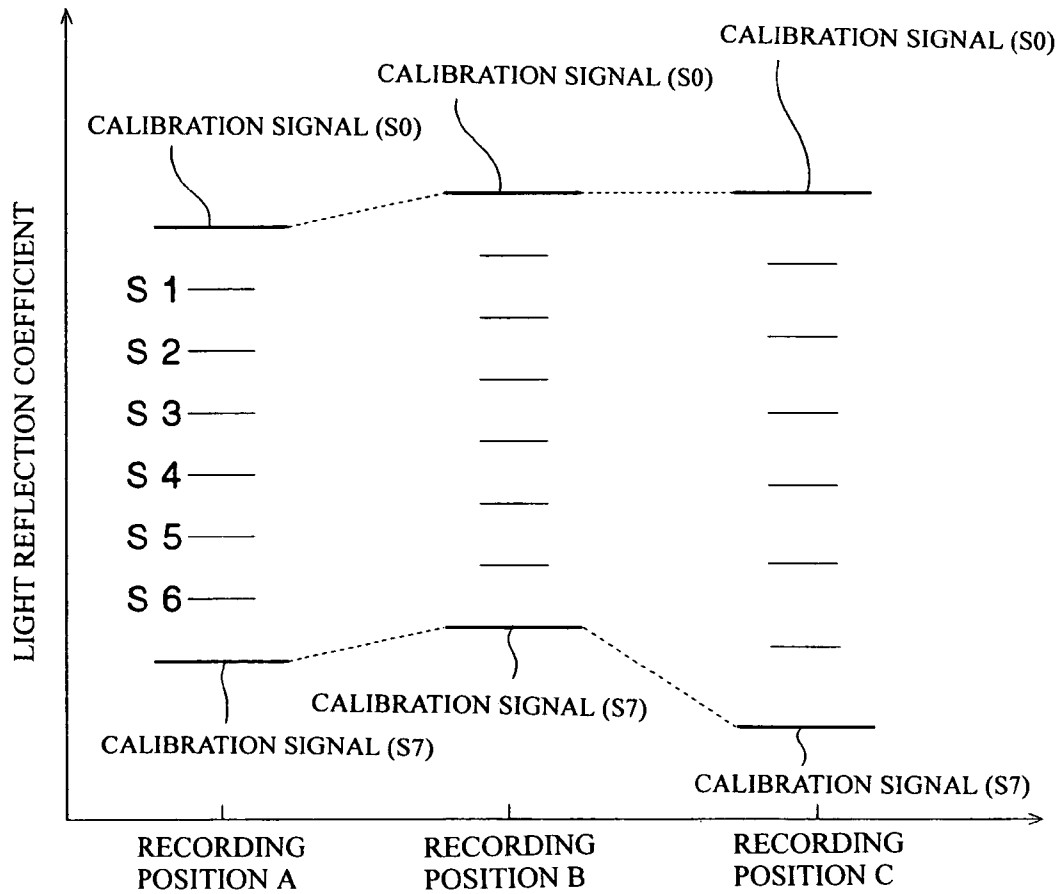 CALIBRATION SIGNAL (S0)
CALIBRATION SIGNAL (S0)
CALIBRATION SIGNAL (S0)
LIGHT REFLECTION COEFFICIENT
S 1
S 2
S 3
S 4
S 5
S 6
CALIBRATION SIGNAL (S7)
CALIBRATION SIGNAL (S7)
CALIBRATION SIGNAL (S7)
RECORDING
POSITION A
RECORDING
POSITION B
RECORDING
POSITION C